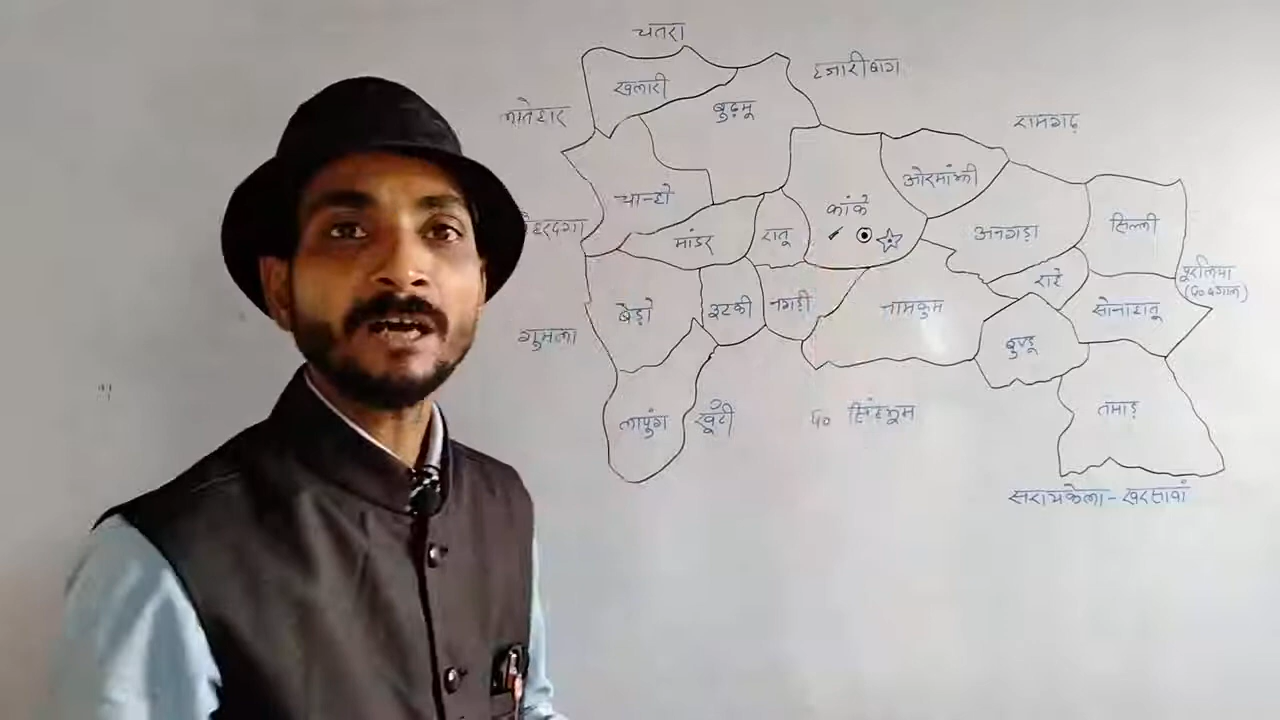 चतरा
हजारीबाग
खलारी
बुढ़मू
लातेहार
रामगढ़
ओरमांझी
चान्हो
कांके
सिल्ली
मांडर
रातू
अनगड़ा
पूरुलिया
(प० बंगाल)
राहे
बेड़ो
इटकी
नगड़ी
नामकुम
सोनाहातू
गुमला
बुण्डू
लापुंग
खूँटी
प० सिंहभूम
तमाड़
सरायकेला - खरसावां